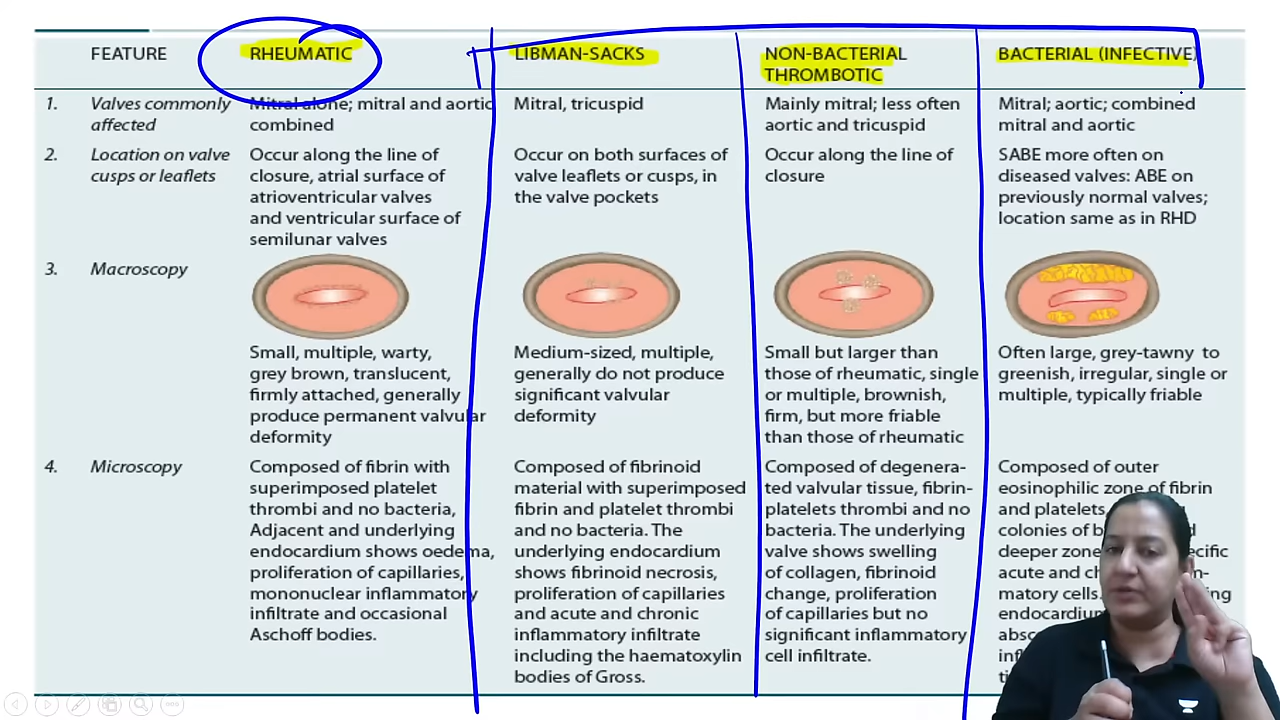 FEATURE RHEUMATIC LIBMAN-SACKS NON-BACTERIAL THROMBOTIC BACTERIAL (INFECTIVE)
1. Valves commonly affected
Mitral alone; mitral and aortic
combined
Mitral, tricuspid
Mainly mitral; less often
aortic and tricuspid
Mitral; aortic; combined
mitral and aortic
2. Location on valve
cusps or leaflets
Occur along the line of
closure, atrial surface of
atrioventricular valves
and ventricular surface of
semilunar valves
Occur on both surfaces of
valve leaflets or cusps, in
the valve pockets
Occur along the line of
closure
SABE more often on
diseased valves: ABE on
previously normal valves;
location same as in RHD
3. Macroscopy
Small, multiple, warty,
grey brown, translucent,
firmly attached, generally
produce permanent valvular
deformity
Medium-sized, multiple,
generally do not produce
significant valvular
deformity
Small but larger than
those of rheumatic, single
or multiple, brownish,
firm, but more friable
than those of rheumatic
Often large, grey-tawny to
greenish, irregular, single or
multiple, typically friable
4. Microscopy
Composed of fibrin with
superimposed platelet
thrombi and no bacteria,
Adjacent and underlying
endocardium shows oedema,
proliferation of capillaries,
mononuclear inflammatory
infiltrate and occasional
Aschoff bodies.
Composed of fibrinoid
material with superimposed
fibrin and platelet thrombi
and no bacteria. The
underlying endocardium
shows fibrinoid necrosis,
proliferation of capillaries
and acute and chronic
inflammatory infiltrate
including the haematoxylin
bodies of Gross.
Composed of degenera-
ted valvular tissue, fibrin-
platelets thrombi and no
bacteria. The underlying
valve shows swelling
of collagen, fibrinoid
change, proliferation
of capillaries but no
significant inflammatory
cell infiltrate.
Composed of outer
eosinophilic zone of fibrin
and platelets
colonies of
deeper zone
acute and
matory cells.